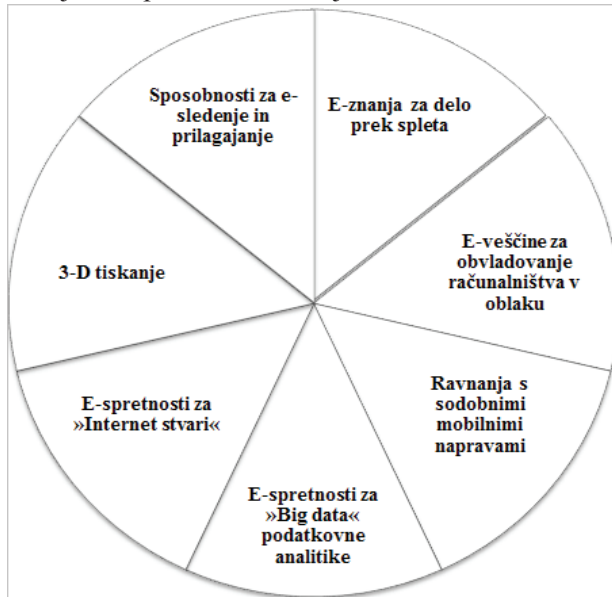 Sposobnosti za e-
sledenje in
prilagajanje
E-znanja za delo
prek spleta
E-veščine za
obvladovanje
računalništva v
oblaku
Ravnanja s
sodobnimi
mobilnimi
napravami
E-spretnosti za
»Big data«
podatkovne
analitike
E-spretnosti za
»Internet stvari«
3-D tiskanje